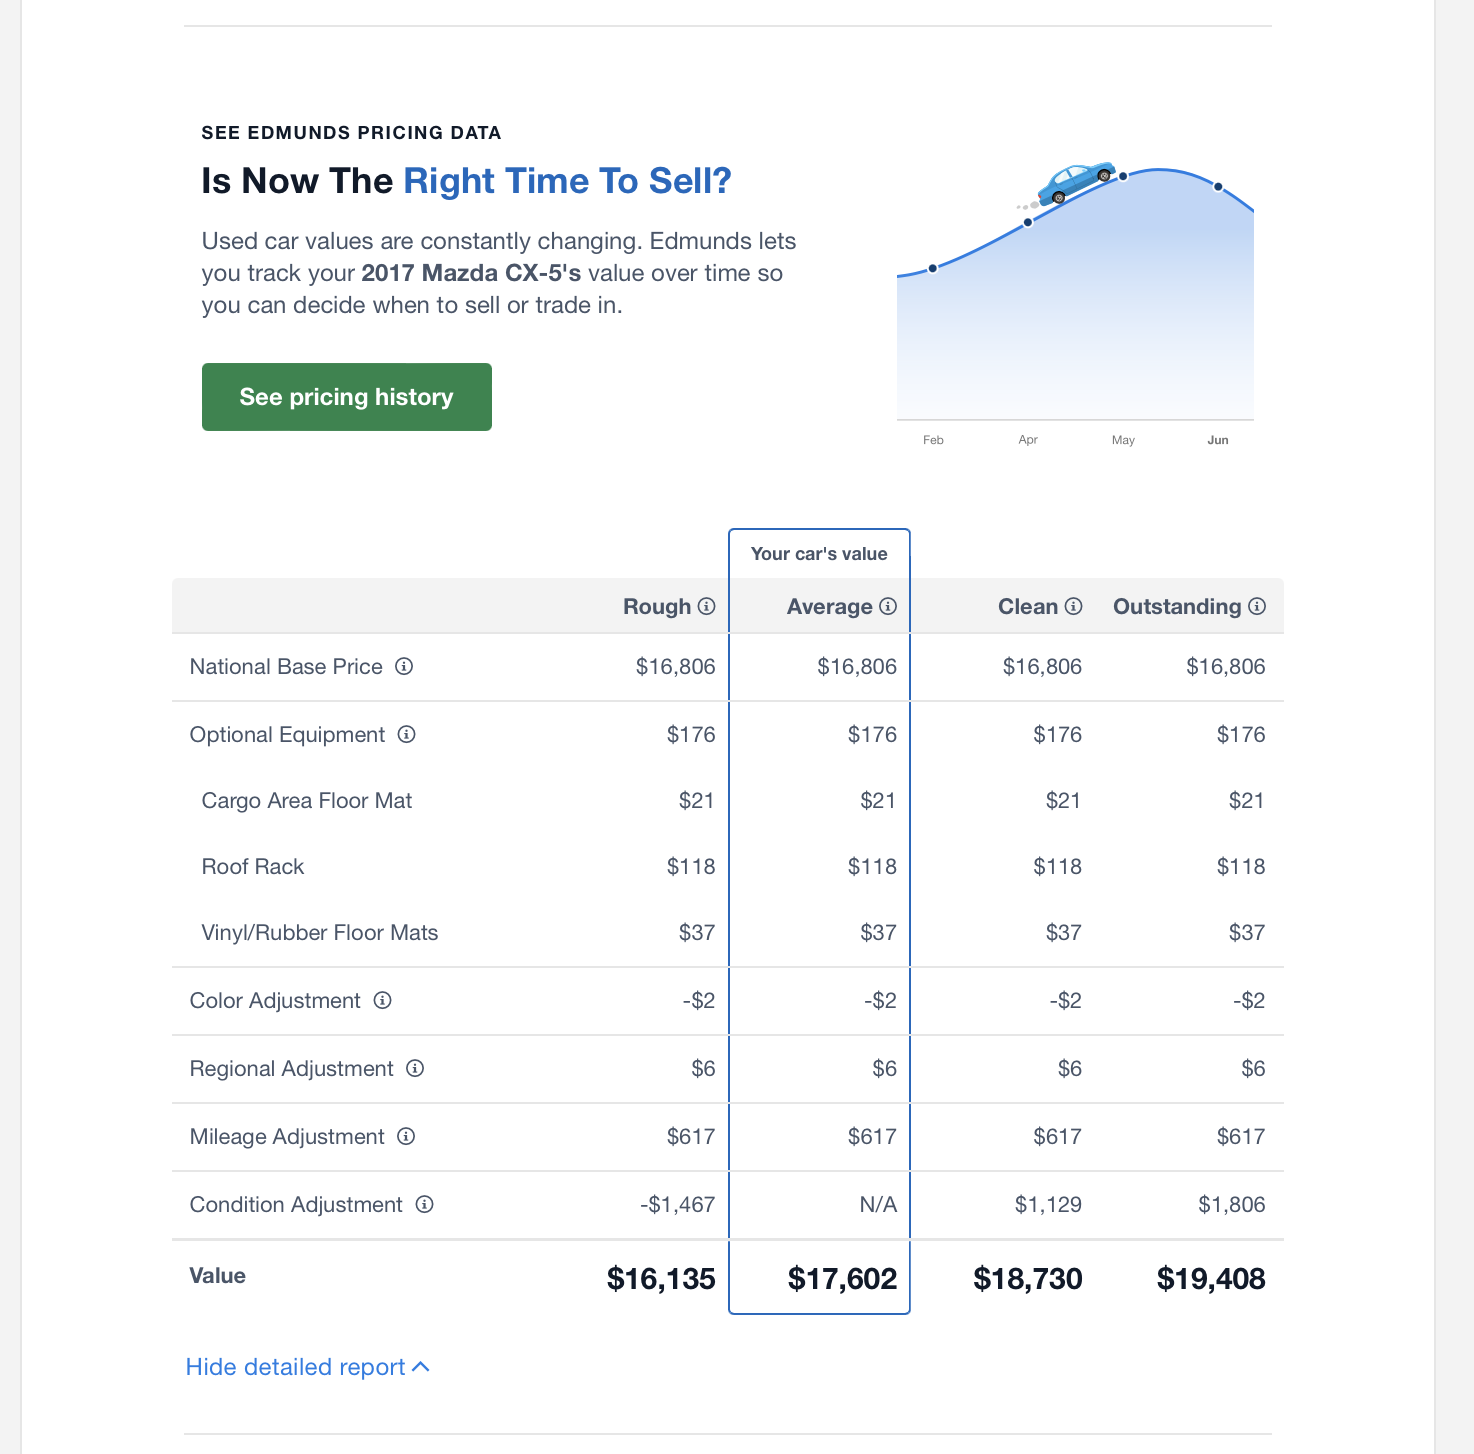 SEE EDMUNDS PRICING DATA
Is Now The Right Time To Sell?
Used car values are constantly changing. Edmunds lets
you track your 2017 Mazda CX-5's value over time so
you can decide when to sell or trade in.
See pricing history
Feb Apr May Jun
Your car's value
Rough Average Clean Outstanding
National Base Price $16,806 $16,806 $16,806 $16,806
Optional Equipment $176 $176 $176 $176
Cargo Area Floor Mat $21 $21 $21 $21
Roof Rack $118 $118 $118 $118
Vinyl/Rubber Floor Mats $37 $37 $37 $37
Color Adjustment -$2 -$2 -$2 -$2
Regional Adjustment $6 $6 $6 $6
Mileage Adjustment $617 $617 $617 $617
Condition Adjustment -$1,467 N/A $1,129 $1,806
Value $16,135 $17,602 $18,730 $19,408
Hide detailed report